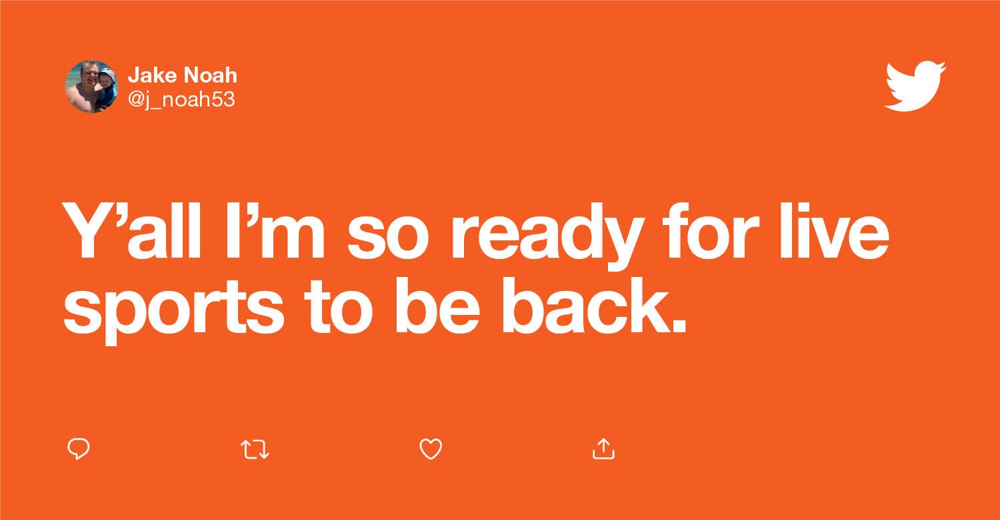 Jake Noah
@j_noah53
Y’all I’m so ready for live
sports to be back.